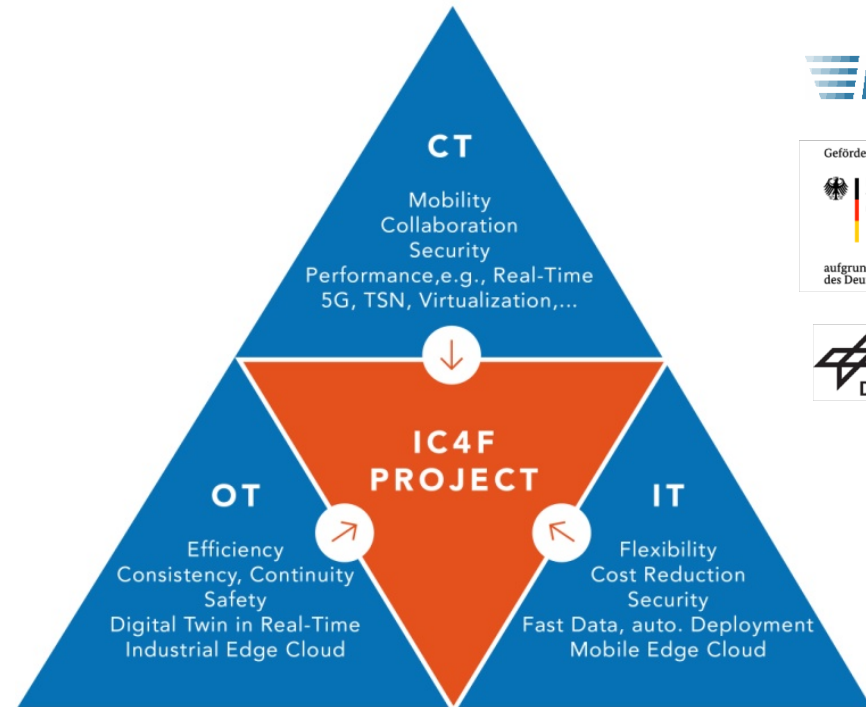 CT
Mobility
Collaboration
Security
Performance,e.g., Real-Time
5G, TSN, Virtualization,...
IC4F
PROJECT
OT
Efficiency
Consistency, Continuity
Safety
Digital Twin in Real-Time
Industrial Edge Cloud
IT
Flexibility
Cost Reduction
Security
Fast Data, auto. Deployment
Mobile Edge Cloud
des